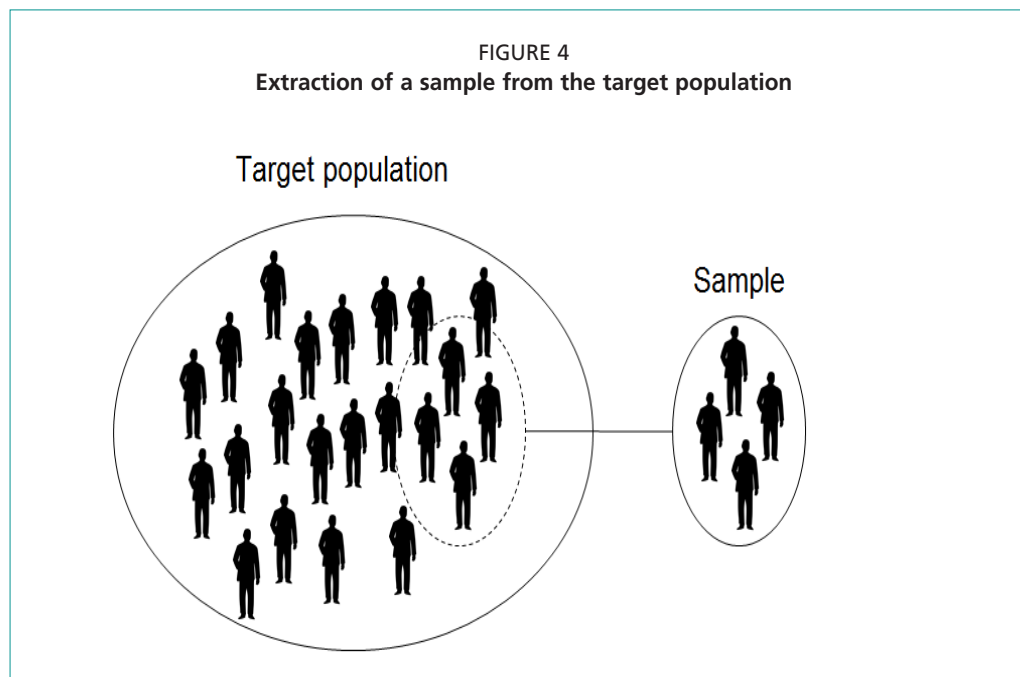 FIGURE 4
Extraction of a sample from the target population
Target population
Sample